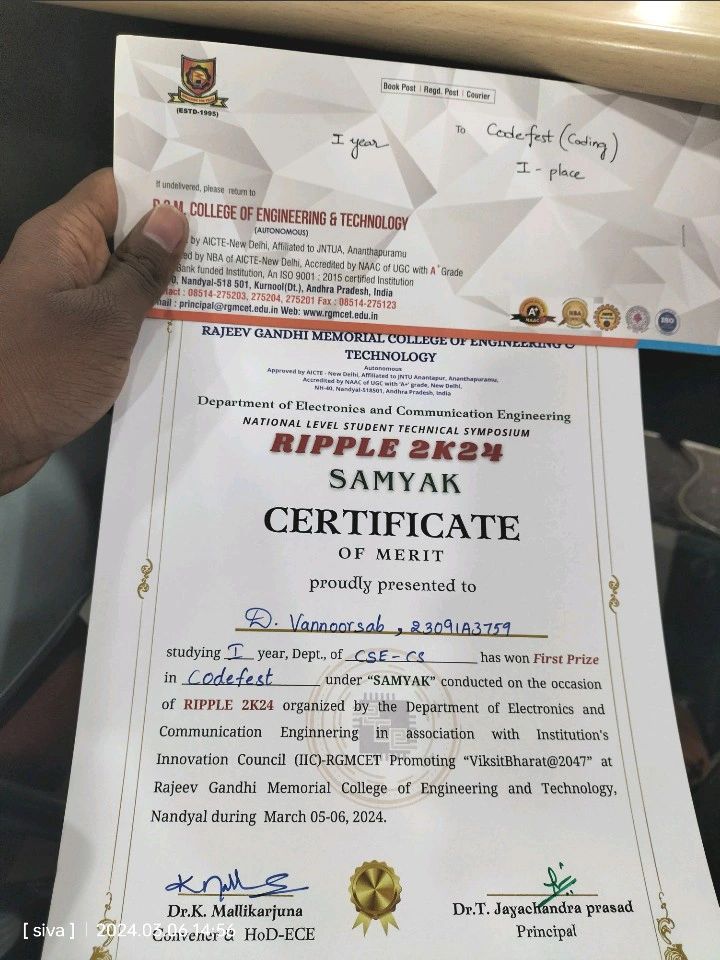 (ESTD-1995)
Book Post | Regd. Post | Courier
I year
To Codefest (Coding)
I - place
If undelivered, please return to
COLLEGE OF ENGINEERING & TECHNOLOGY
(AUTONOMOUS)
by AICTE-New Delhi, Affiliated to JNTUA, Ananthapuramu
by NBA of AICTE-New Delhi, Accredited by NAAC of UGC with A+ Grade
Bank funded Institution, An ISO 9001 : 2015 certified Institution
Nandyal-518 501, Kurnool(Dt.), Andhra Pradesh, India
: 08514-275203, 275204, 275201 Fax : 08514-275123
: principal@rgmcet.edu.in Web: www.rgmcet.edu.in
A+
NAAC
NBA
ISO
RAJEEV GANDHI MEMORIAL COLLEGE OF ENGINEERING &
TECHNOLOGY
Autonomous
Approved by AICTE - New Delhi, Affiliated to JNTU Anantapur, Ananthapuramu,
Accredited by NAAC of UGC with 'A+' grade, New Delhi,
NH-40, Nandyal-518501, Andhra Pradesh, India
Department of Electronics and Communication Engineering
NATIONAL LEVEL STUDENT TECHNICAL SYMPOSIUM
RIPPLE 2K24
SAMYAK
CERTIFICATE
OF MERIT
proudly presented to
D. Vannoorsab, 23091A3759
studying I year, Dept., of CSE-CS has won First Prize
in Codefest under “SAMYAK” conducted on the occasion
of RIPPLE 2K24 organized by the Department of Electronics and
Communication Enginnering in association with Institution's
Innovation Council (IIC)-RGMCET Promoting “ViksitBharat@2047” at
Rajeev Gandhi Memorial College of Engineering and Technology,
Nandyal during March 05-06, 2024.
Dr.K. Mallikarjuna
Convener & HoD-ECE
Dr.T. Jayachandra prasad
Principal
[ siva ] | 2024.03.06 14:56